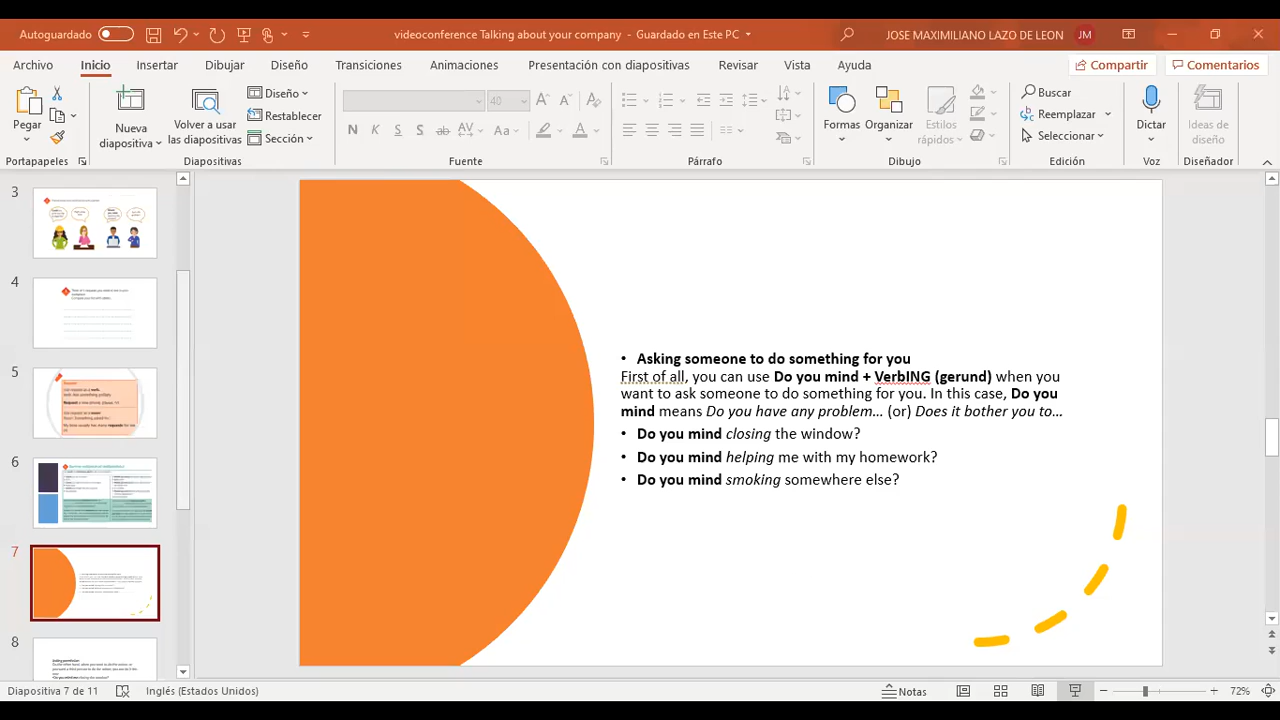 Autoguardado
videoconference Talking about your company - Guardado en Este PC
JOSE MAXIMILIANO LAZO DE LEON
JM
Archivo
Inicio
Insertar
Dibujar
Diseño
Transiciones
Animaciones
Presentación con diapositivas
Revisar
Vista
Ayuda
Compartir
Comentarios
Pegar
Nueva
diapositiva
Volver a usar
las diapositivas
Diseño
Restablecer
Sección
40
Formas
Organizar
Estilos
rápidos
Buscar
Reemplazar
Seleccionar
Dictar
Ideas de
diseño
Portapapeles
Diapositivas
Fuente
Párrafo
Dibujo
Edición
Voz
Diseñador
3
4
5
6
7
8
• Asking someone to do something for you
First of all, you can use Do you mind + VerbING (gerund) when you
want to ask someone to do something for you. In this case, Do you
mind means Do you have any problem… (or) Does it bother you to…
• Do you mind closing the window?
• Do you mind helping me with my homework?
• Do you mind smoking somewhere else?
Diapositiva 7 de 11
Inglés (Estados Unidos)
Notas
72%